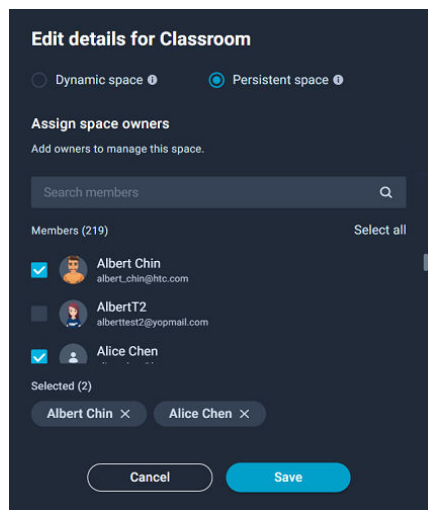 Edit details for Classroom
Dynamic space Persistent space
Assign space owners
Add owners to manage this space.
Search members
Members (219) Select all
Albert Chin
albert_chin@htc.com
AlbertT2
alberttest2@yopmail.com
Alice Chen
Selected (2)
Albert Chin × Alice Chen ×
Cancel Save